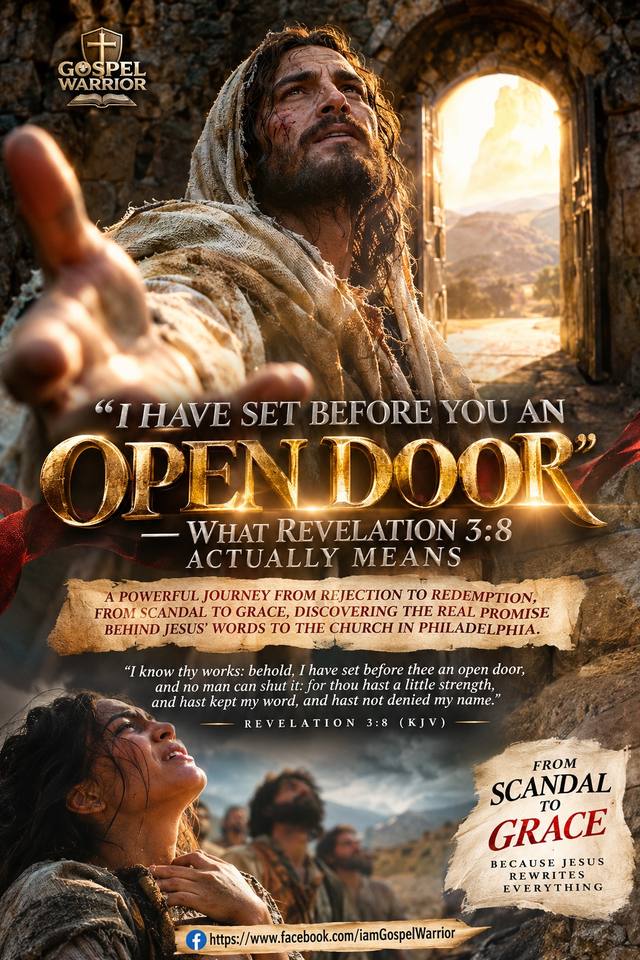 GOSPEL
WARRIOR
“I HAVE SET BEFORE YOU AN
OPEN DOOR”
— WHAT REVELATION 3:8
ACTUALLY MEANS
A POWERFUL JOURNEY FROM REJECTION TO REDEMPTION,
FROM SCANDAL TO GRACE, DISCOVERING THE REAL PROMISE
BEHIND JESUS’ WORDS TO THE CHURCH IN PHILADELPHIA.
“I know thy works: behold, I have set before thee an open door,
and no man can shut it: for thou hast a little strength,
and hast kept my word, and hast not denied my name.”
REVELATION 3:8 (KJV)
FROM
SCANDAL
TO
GRACE
BECAUSE JESUS
REWRITES
EVERYTHING
https://www.facebook.com/iamGospelWarrior